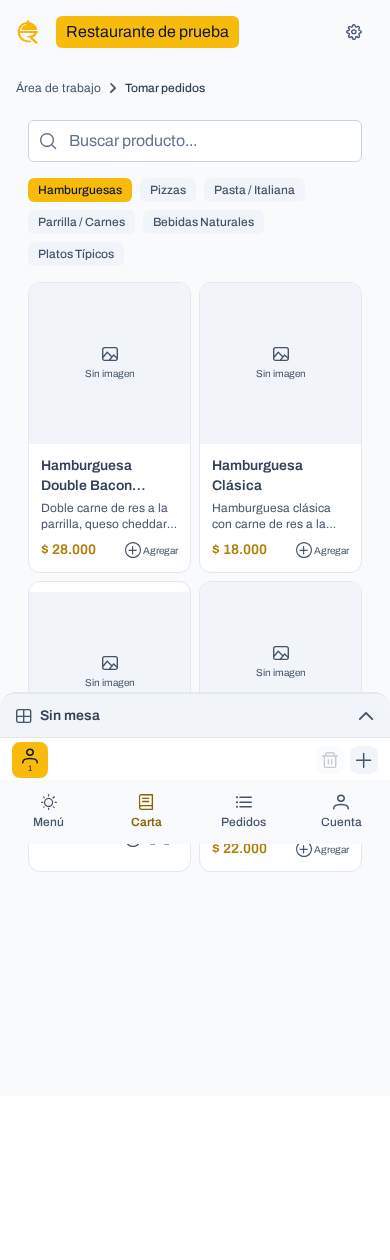 Restaurante de prueba
Área de trabajo > Tomar pedidos
Buscar producto...
Hamburguesas Pizzas Pasta / Italiana
Parrilla / Carnes Bebidas Naturales
Platos Típicos
Sin imagen Sin imagen
Hamburguesa Double Bacon...
Doble carne de res a la parrilla, queso cheddar...
$ 28.000 Agregar
Hamburguesa Clásica
Hamburguesa clásica con carne de res a la...
$ 18.000 Agregar
Sin imagen
Sin imagen
Sin mesa
1
Menú Carta Pedidos Cuenta
$ 22.000 Agregar